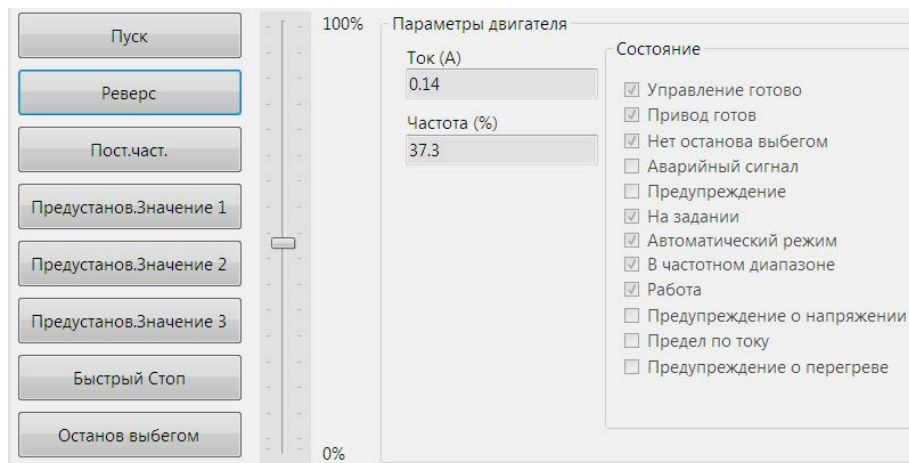 Пуск
Реверс
Пост.част.
Предустанов.Значение 1
Предустанов.Значение 2
Предустанов.Значение 3
Быстрый Стоп
Останов выбегом
100%
0%
Параметры двигателя
Ток (A)
0.14
Частота (%)
37.3
Состояние
Управление готово
Привод готов
Нет останова выбегом
Аварийный сигнал
Предупреждение
На задании
Автоматический режим
В частотном диапазоне
Работа
Предупреждение о напряжении
Предел по току
Предупреждение о перегреве